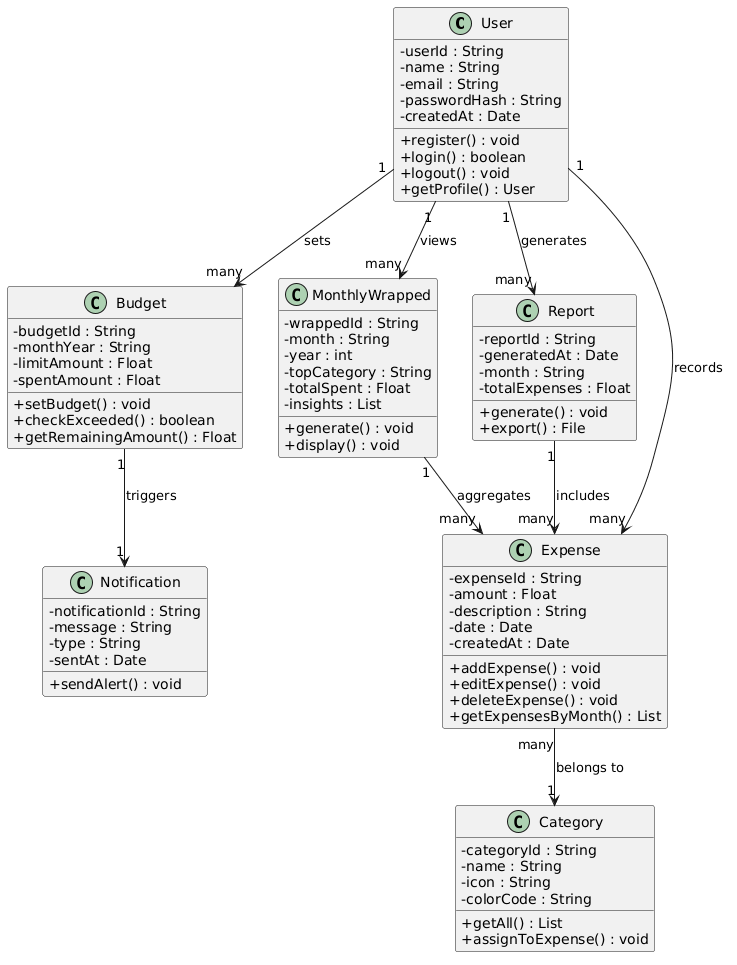 C User
-userId : String
-name : String
-email : String
-passwordHash : String
-createdAt : Date
+register() : void
+login() : boolean
+logout() : void
+getProfile() : User
1
1
1
1
sets
views
generates
records
many
many
many
C Budget
-budgetId : String
-monthYear : String
-limitAmount : Float
-spentAmount : Float
+setBudget() : void
+checkExceeded() : boolean
+getRemainingAmount() : Float
C MonthlyWrapped
-wrappedId : String
-month : String
-year : int
-topCategory : String
-totalSpent : Float
-insights : List
+generate() : void
+display() : void
C Report
-reportId : String
-generatedAt : Date
-month : String
-totalExpenses : Float
+generate() : void
+export() : File
1
1
1
triggers
aggregates
includes
1
many
many
many
C Notification
-notificationId : String
-message : String
-type : String
-sentAt : Date
+sendAlert() : void
C Expense
-expenseId : String
-amount : Float
-description : String
-date : Date
-createdAt : Date
+addExpense() : void
+editExpense() : void
+deleteExpense() : void
+getExpensesByMonth() : List
many
belongs to
1
C Category
-categoryId : String
-name : String
-icon : String
-colorCode : String
+getAll() : List
+assignToExpense() : void